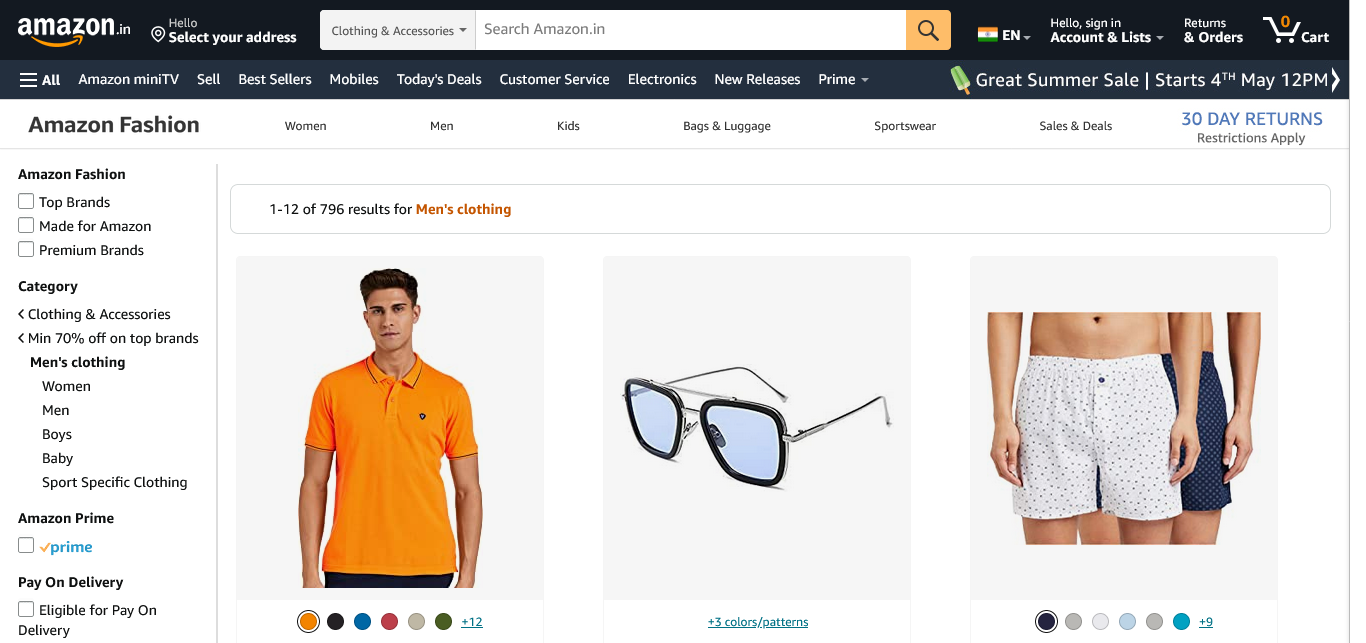 amazon.in
Hello
Select your address
Clothing & Accessories
Search Amazon.in
EN
Hello, sign in
Account & Lists
Returns
& Orders
0
Cart
All
Amazon miniTV
Sell
Best Sellers
Mobiles
Today's Deals
Customer Service
Electronics
New Releases
Prime
Great Summer Sale | Starts 4TH May 12PM
Amazon Fashion
Women
Men
Kids
Bags & Luggage
Sportswear
Sales & Deals
30 DAY RETURNS
Restrictions Apply
Amazon Fashion
Top Brands
Made for Amazon
Premium Brands
Category
Clothing & Accessories
Min 70% off on top brands
Men's clothing
Women
Men
Boys
Baby
Sport Specific Clothing
Amazon Prime
prime
Pay On Delivery
Eligible for Pay On
Delivery
1-12 of 796 results for Men's clothing
+12
+3 colors/patterns
+9